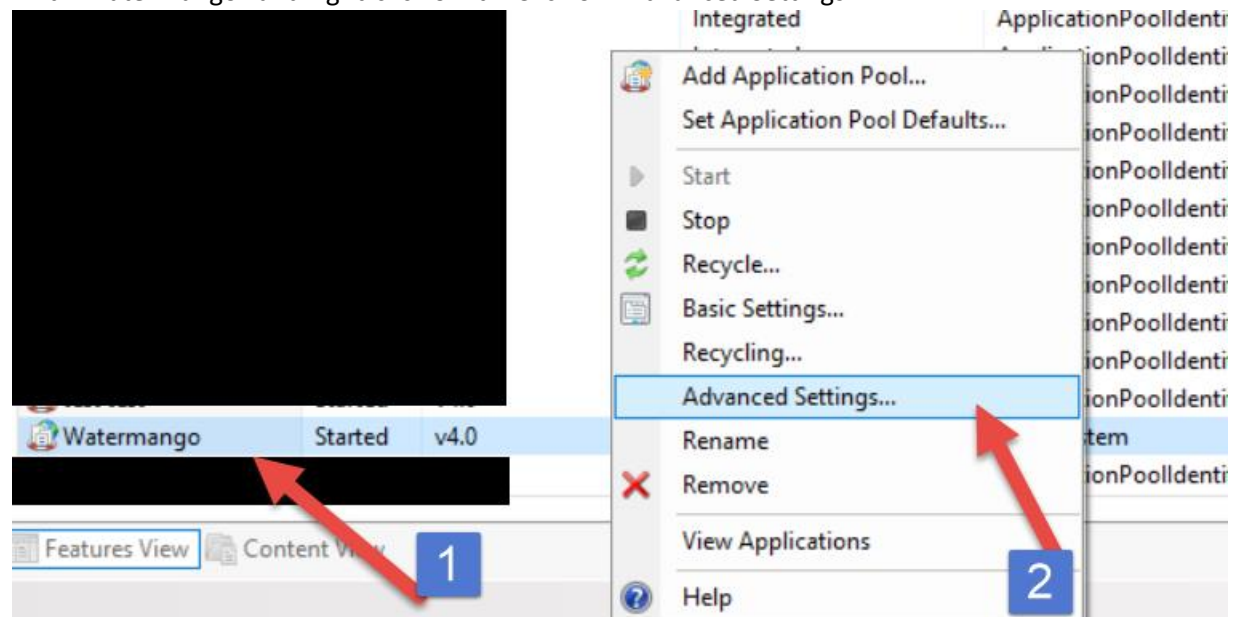 Integrated ApplicationPoolIdenti
Add Application Pool...
ionPoolIdenti
ionPoolIdenti
Set Application Pool Defaults...
ionPoolIdenti
Start
ionPoolIdenti
Stop
ionPoolIdenti
ionPoolIdenti
Recycle...
ionPoolIdenti
Basic Settings...
ionPoolIdenti
Recycling...
ionPoolIdenti
Advanced Settings...
ionPoolIdenti
Watermango Started v4.0
Rename
tem
Remove
ionPoolIdenti
Features View Content View
1
View Applications
2
Help